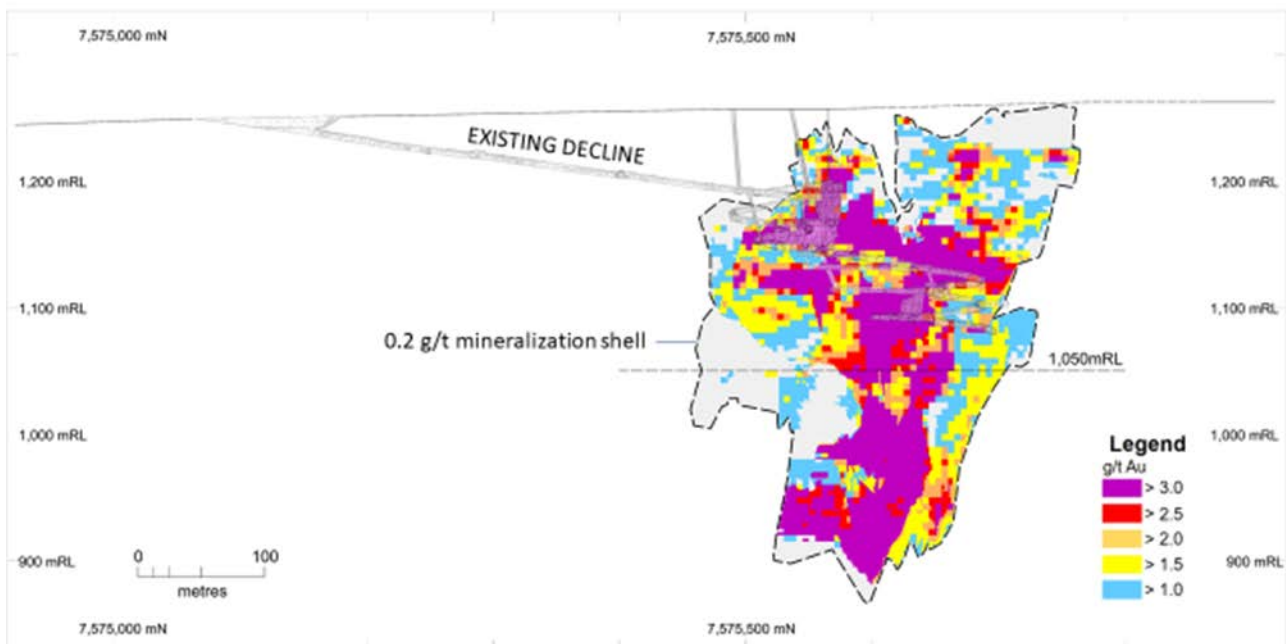 7,575,000 mN
7,575,500 mN
EXISTING DECLINE
1,200 mRL
1,200 mRL
1,100 mRL
1,100 mRL
0.2 g/t mineralization shell
1,050mRL
1,000 mRL
1,000 mRL
Legend
g/t Au
> 3.0
> 2.5
> 2.0
> 1.5
> 1.0
0 100
metres
900 mRL
900 mRL
7,575,000 mN
7,575,500 mN